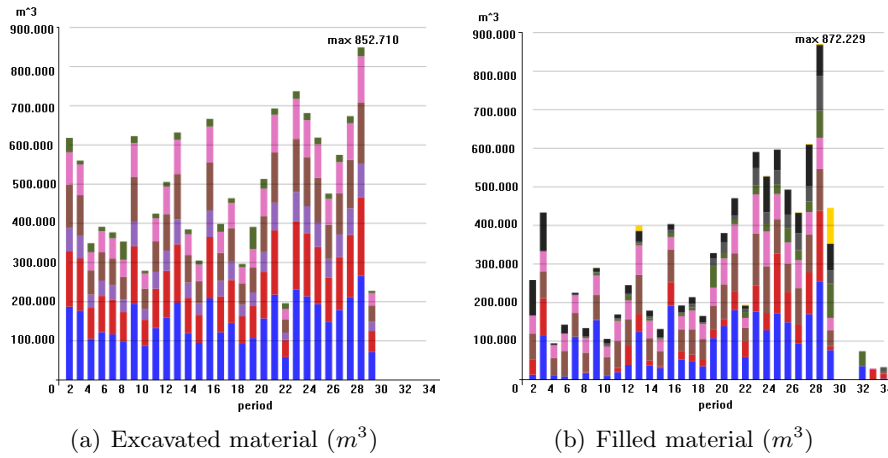 m^3
900.000
800.000
700.000
600.000
500.000
400.000
300.000
200.000
100.000
0
max 852.710
2 4 6 8 10 12 14 16 18 20 22 24 26 28 30 32 34
period
(a) Excavated material (m³)
m^3
900.000
800.000
700.000
600.000
500.000
400.000
300.000
200.000
100.000
0
max 872.229
2 4 6 8 10 12 14 16 18 20 22 24 26 28 30 32 34
period
(b) Filled material (m³)